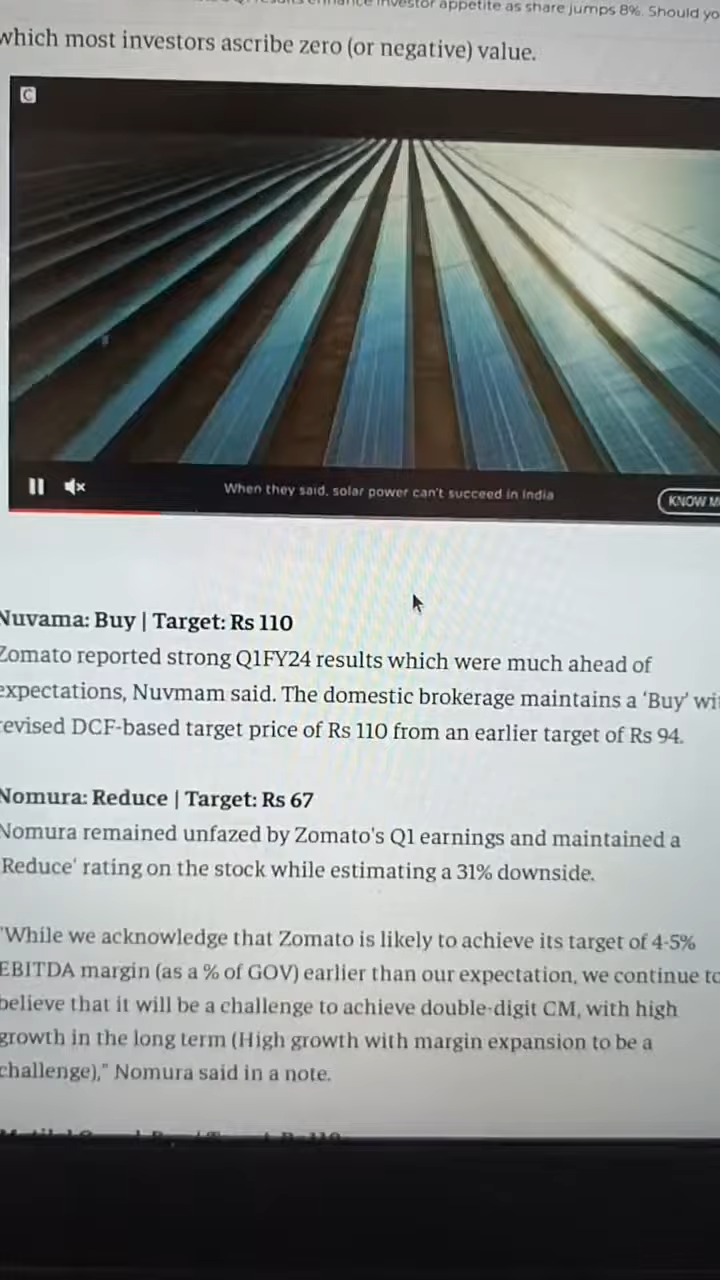 investor appetite as share jumps 8%. Should yo
which most investors ascribe zero (or negative) value.
C
When they said, solar power can't succeed in India
KNOW M
Nuvama: Buy | Target: Rs 110
Zomato reported strong Q1FY24 results which were much ahead of
expectations, Nuvmam said. The domestic brokerage maintains a 'Buy' wit
revised DCF-based target price of Rs 110 from an earlier target of Rs 94.
Nomura: Reduce | Target: Rs 67
Nomura remained unfazed by Zomato's Q1 earnings and maintained a
'Reduce' rating on the stock while estimating a 31% downside.
"While we acknowledge that Zomato is likely to achieve its target of 4-5%
EBITDA margin (as a % of GOV) earlier than our expectation, we continue to
believe that it will be a challenge to achieve double-digit CM, with high
growth in the long term (High growth with margin expansion to be a
challenge)," Nomura said in a note.